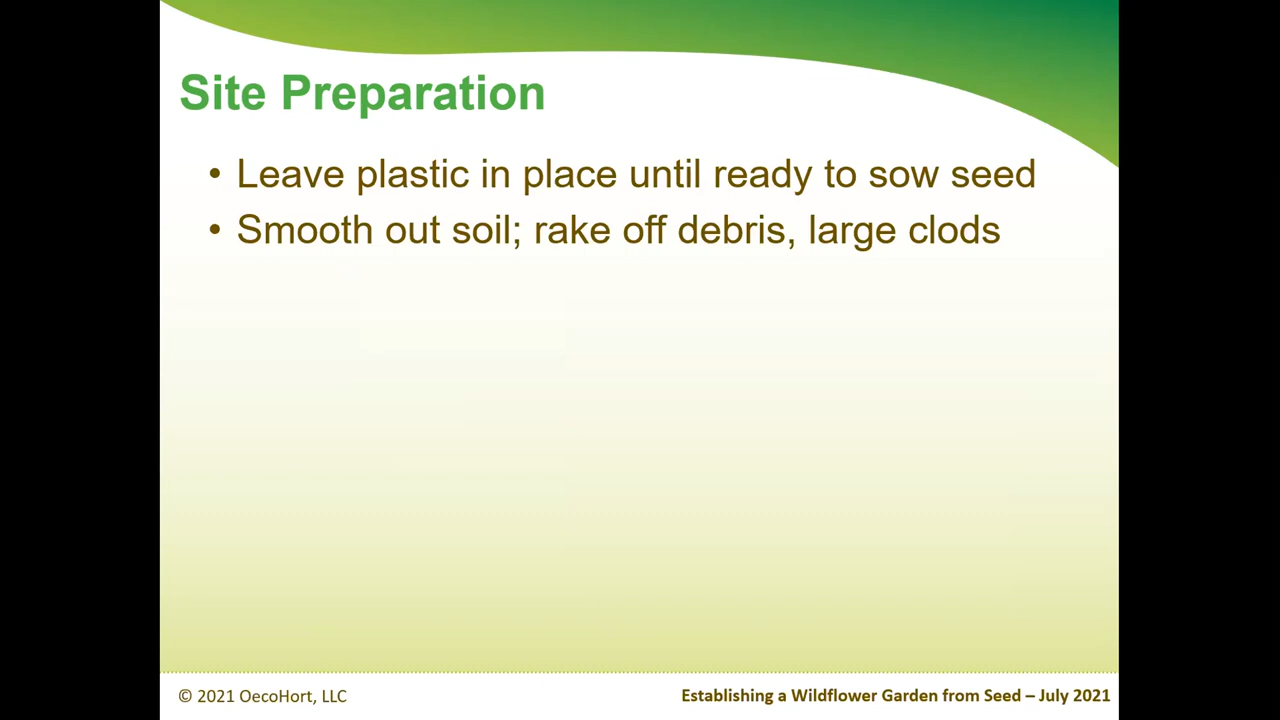 Site Preparation
• Leave plastic in place until ready to sow seed
• Smooth out soil; rake off debris, large clods
© 2021 OecoHort, LLC
Establishing a Wildflower Garden from Seed – July 2021